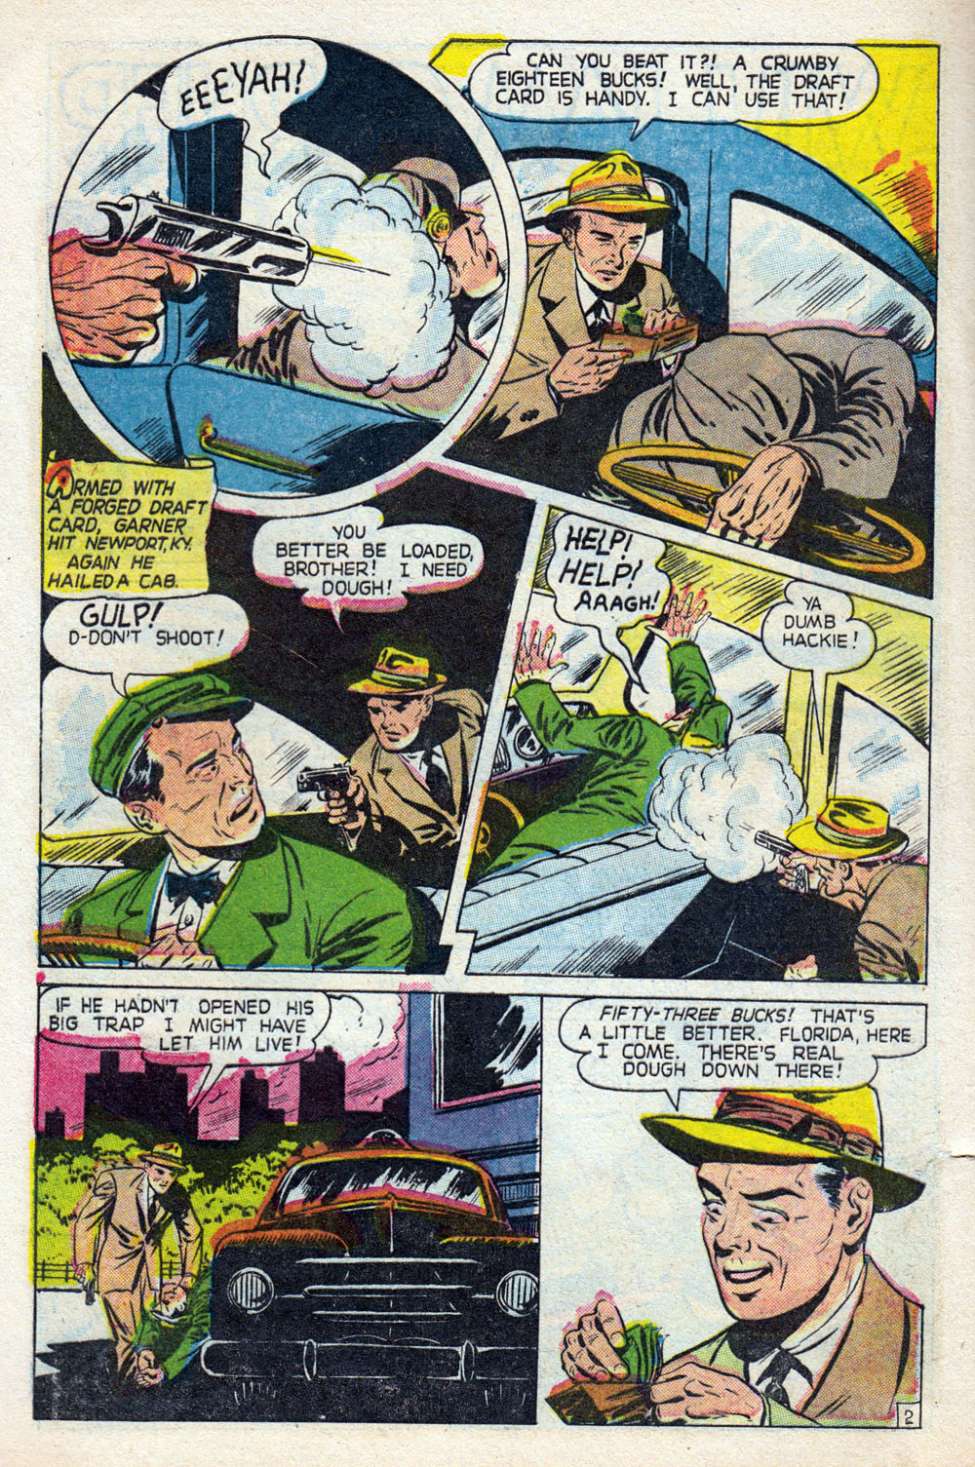 EEEYAH!
CAN YOU BEAT IT?! A CRUMBY
EIGHTEEN BUCKS! WELL, THE DRAFT
CARD IS HANDY. I CAN USE THAT!
ARMED WITH
A FORGED DRAFT
CARD, GARNER
HIT NEWPORT, KY.
AGAIN HE
HAILED A CAB.
GULP!
D-DON'T SHOOT!
YOU
BETTER BE LOADED,
BROTHER! I NEED
DOUGH!
HELP!
HELP!
ARAGH!
YA
DUMB
HACKIE!
IF HE HADN'T OPENED HIS
BIG TRAP I MIGHT HAVE
LET HIM LIVE!
FIFTY-THREE BUCKS! THAT'S
A LITTLE BETTER. FLORIDA, HERE
I COME. THERE'S REAL
DOUGH DOWN THERE!
2